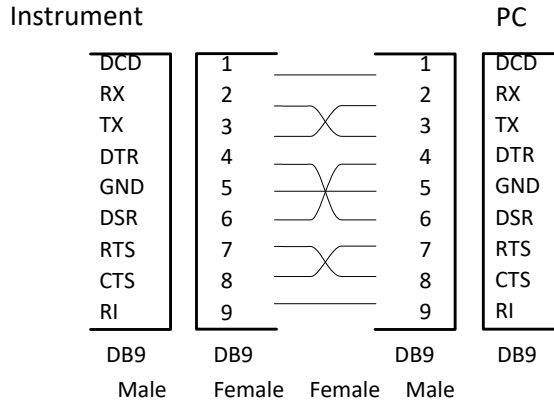 Instrument PC
DCD 1 1 DCD
RX 2 2 RX
TX 3 3 TX
DTR 4 4 DTR
GND 5 5 GND
DSR 6 6 DSR
RTS 7 7 RTS
CTS 8 8 CTS
RI 9 9 RI
DB9 DB9 DB9 DB9
Male Female Female Male